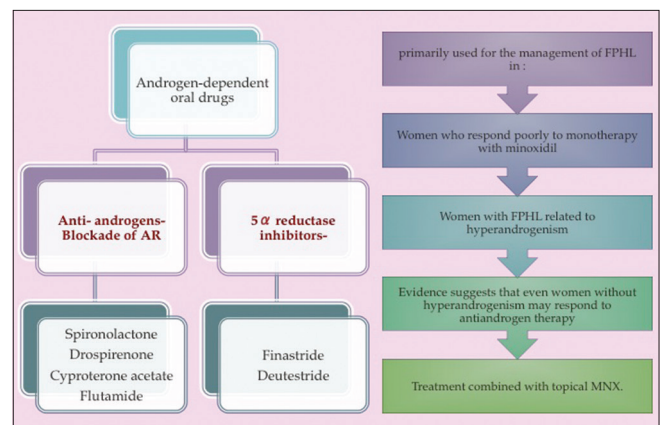 Androgen-dependent
oral drugs
Anti- androgens-
Blockade of AR
5α reductase
inhibitors-
Spironolactone
Drospirenone
Cyproterone acetate
Flutamide
Finastride
Deutestride
primarily used for the management of FPHL
in :
Women who respond poorly to monotherapy
with minoxidil
Women with FPHL related to
hyperandrogenism
Evidence suggests that even women without
hyperandrogenism may respond to
antiandrogen therapy
Treatment combined with topical MNX.